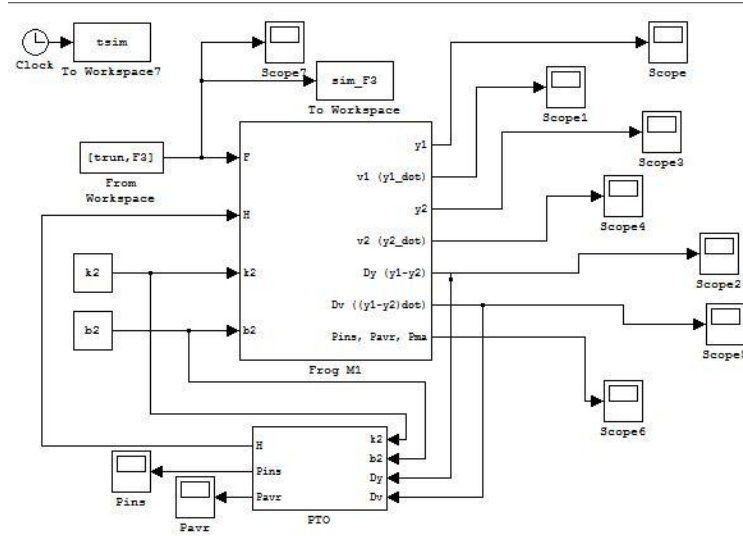 tsim
Clock
To Workspace7
Scope7
Scope
sim_F3
To Workspace
Scope1
[trun,F3]
From
Workspace
F
H
k2
b2
y1
v1 (y1_dot)
y2
v2 (y2_dot)
Dy (y1-y2)
Dv ((y1-y2)dot)
Pins, Pavr, Pma
Frog M1
Scope3
Scope4
Scope2
Scope5
Scope6
k2
b2
H
Pins
Pavr
k2
b2
Dy
Dv
PTO
Pins
Pavr